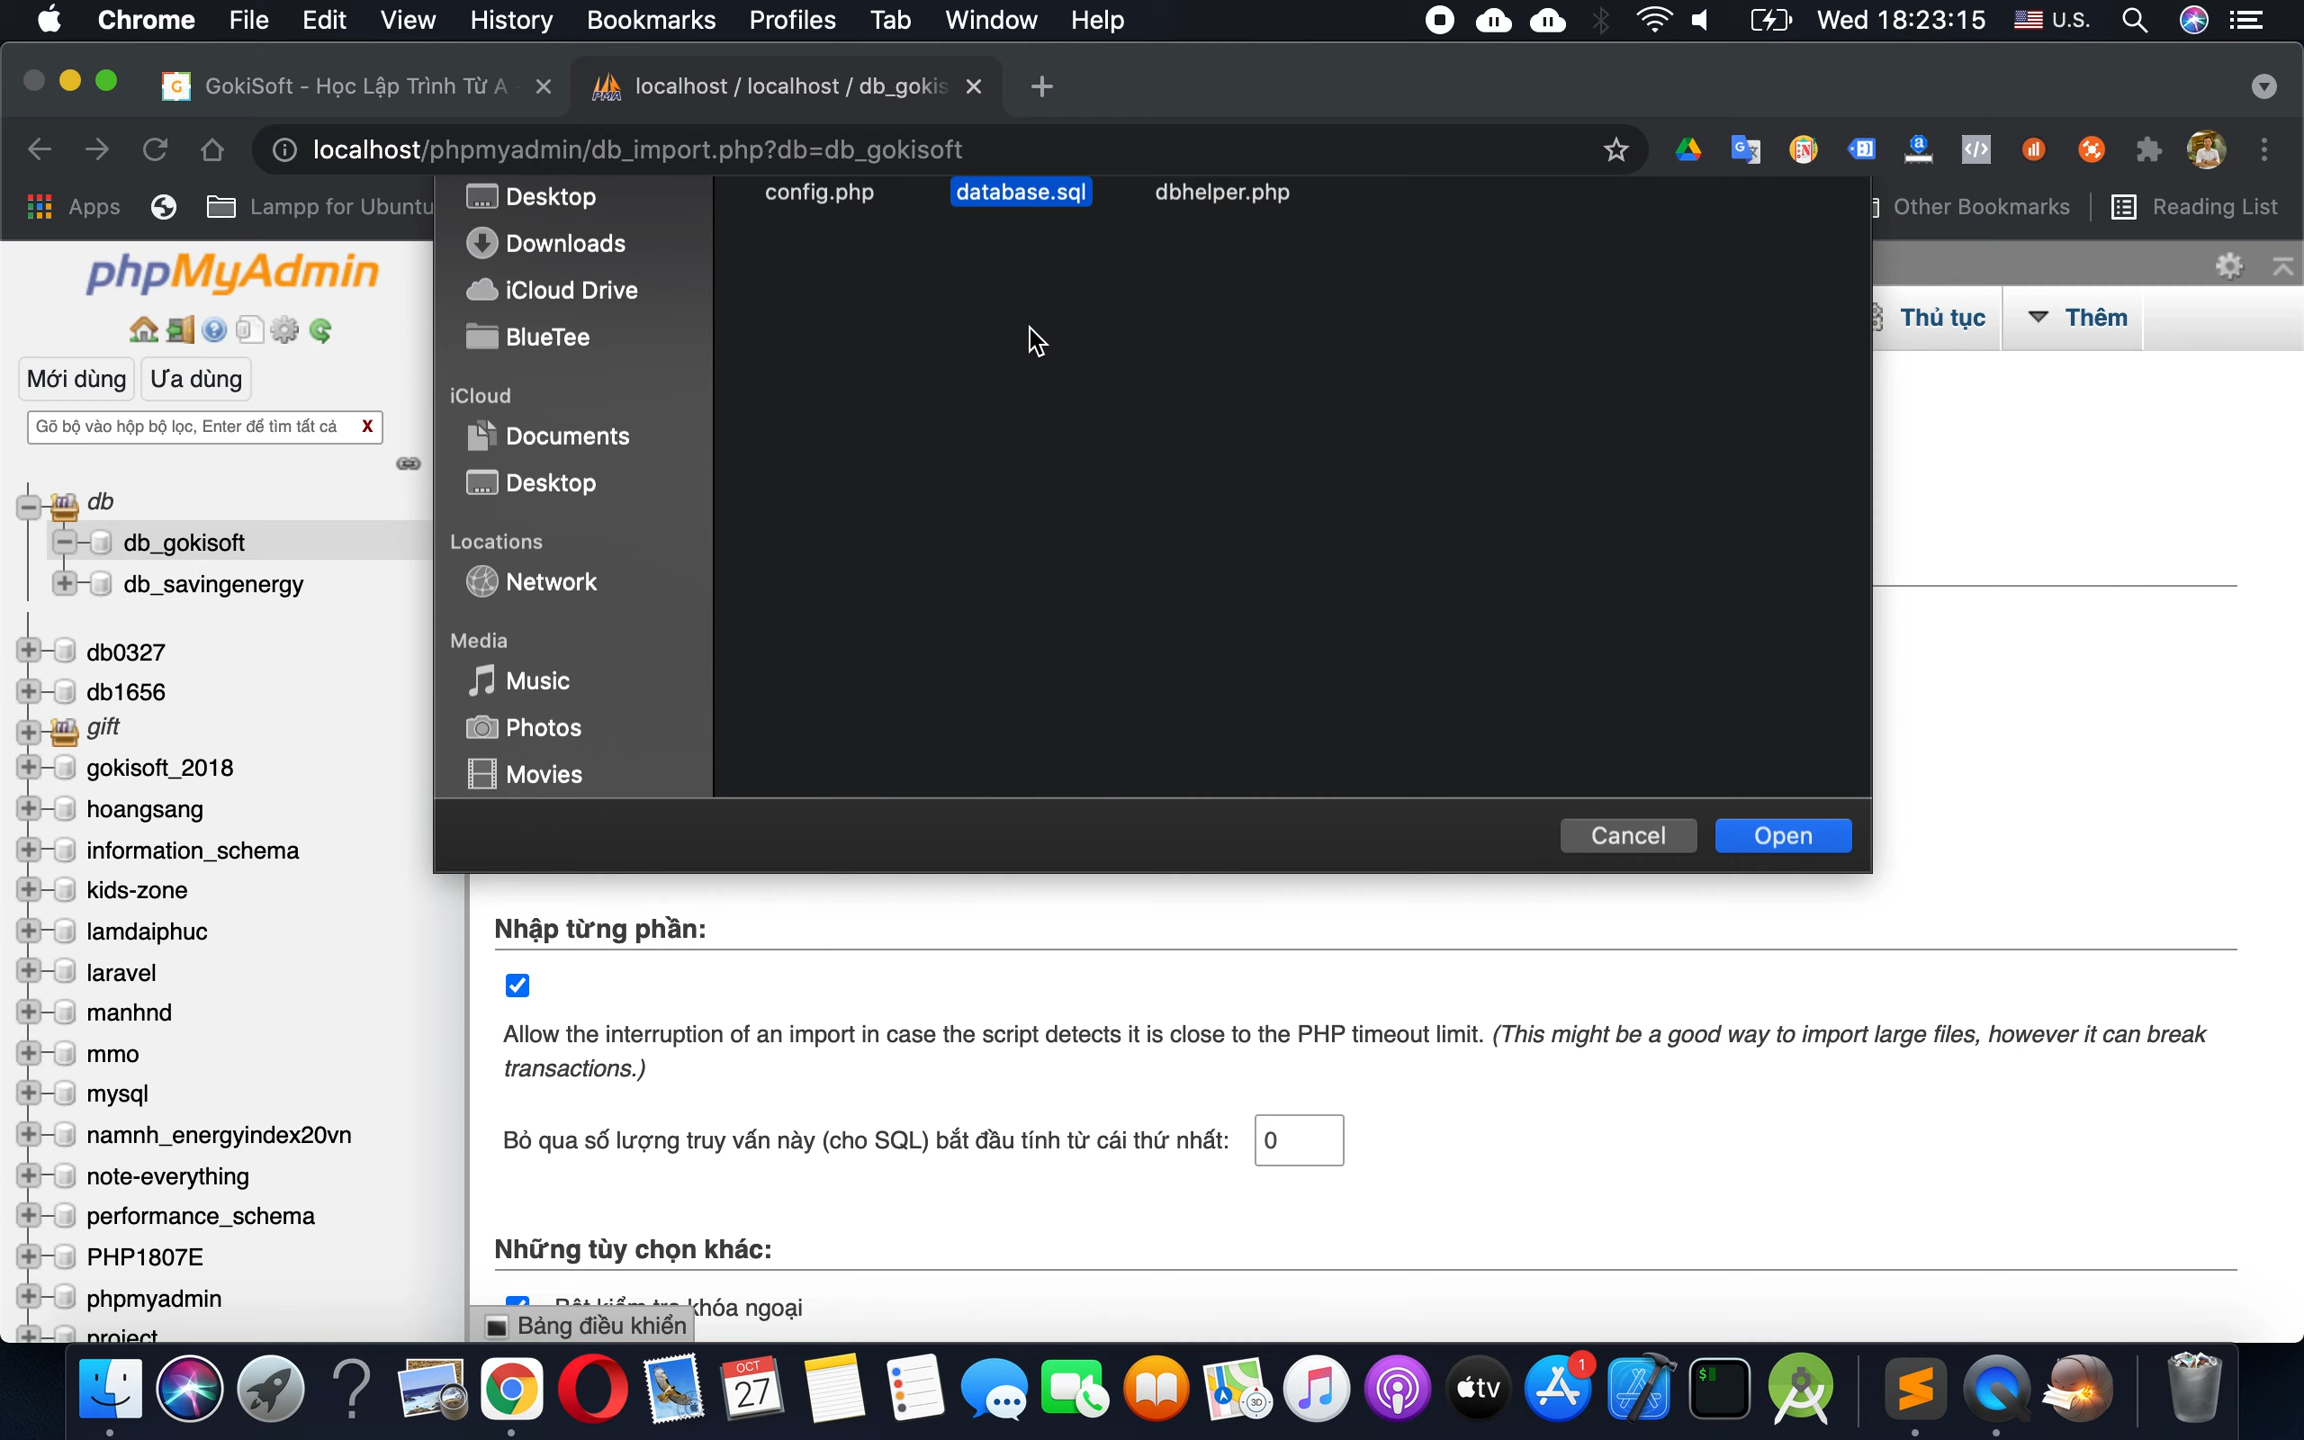 Chrome File Edit View History Bookmarks Profiles Tab Window Help Wed 18:23:15 U.S.
GokiSoft - Học Lập Trình Từ A localhost / localhost / db_gokis
localhost/phpmyadmin/db_import.php?db=db_gokisoft
Apps Lampp for Ubuntu Other Bookmarks Reading List
Desktop config.php database.sql dbhelper.php
Downloads
iCloud Drive
BlueTee
iCloud
Documents
Desktop
Locations
Network
Media
Music
Photos
Movies
Cancel Open
phpMyAdmin
Thủ tục Thêm
Mới dùng Ưa dùng
Gõ bộ vào hộp bộ lọc, Enter để tìm tất cả X
db
db_gokisoft
db_savingenergy
db0327
db1656
gift
gokisoft_2018
hoangsang
information_schema
kids-zone
lamdaiphuc
laravel
manhnd
mmo
mysql
namnh_energyindex20vn
note-everything
performance_schema
PHP1807E
phpmyadmin
project
Nhập từng phần:
Allow the interruption of an import in case the script detects it is close to the PHP timeout limit. (This might be a good way to import large files, however it can break
transactions.)
Bỏ qua số lượng truy vấn này (cho SQL) bắt đầu tính từ cái thứ nhất: 0
Những tùy chọn khác:
khóa ngoại
Bảng điều khiển
OCT
27
3D
tv
1
$